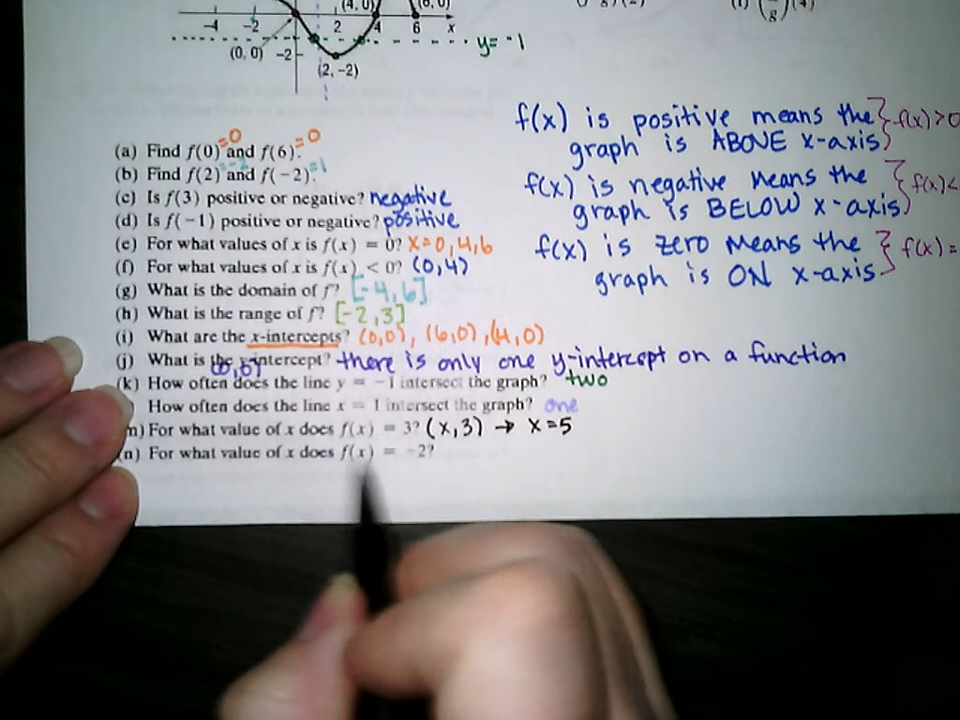 (4, 0) (6, 0)
-4 -2 2 4 6 x
y = -1
(0, 0) -2
(2, -2)
f(x) is positive means the } f(x)>0
graph is ABOVE x-axis
f(x) is negative means the { f(x)<
graph is BELOW x-axis
f(x) is zero means the { f(x)=
graph is ON x-axis
(a) Find f(0) =0 and f(6). =0
(b) Find f(2) =-2 and f(-2). =1
(c) Is f(3) positive or negative? negative
(d) Is f(-1) positive or negative? positive
(e) For what values of x is f(x) = 0? x=0,4,6
(f) For what values of x is f(x) < 0? (0,4)
(g) What is the domain of f? [-4,6]
(h) What is the range of f? [-2,3]
(i) What are the x-intercepts? (0,0), (6,0), (4,0)
(j) What is the y-intercept? there is only one y-intercept on a function
(0,0)
(k) How often does the line y = -1 intersect the graph? two
How often does the line x = 1 intersect the graph? one
m) For what value of x does f(x) = 3? (x,3) → x=5
(n) For what value of x does f(x) = -2?